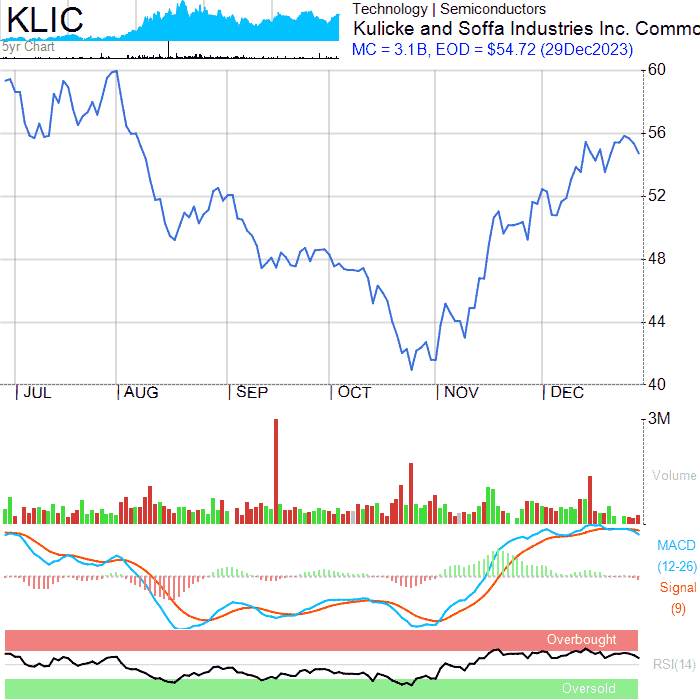 KLIC
5yr Chart
Technology | Semiconductors
Kulicke and Soffa Industries Inc. Commo
MC = 3.1B, EOD = $54.72 (29Dec2023)
60
56
52
48
44
40
JUL AUG SEP OCT NOV DEC
3M
Volume
MACD
(12-26)
Signal
(9)
Overbought
RSI(14)
Oversold